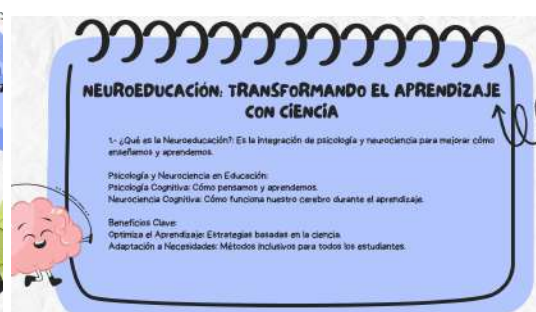 NEUROEDUCACIÓN: TRANSFORMANDO EL APRENDIZAJE
CON CIENCIA
1.- ¿Qué es la Neuroeducación?: Es la integración de psicología y neurociencia para mejorar cómo
enseñamos y aprendemos.
Psicología y Neurociencia en Educación:
Psicología Cognitiva: Cómo pensamos y aprendemos.
Neurociencia Cognitiva: Cómo funciona nuestro cerebro durante el aprendizaje.
Beneficios Clave:
Optimiza el Aprendizaje: Estrategias basadas en la ciencia.
Adaptación a Necesidades: Métodos inclusivos para todos los estudiantes.